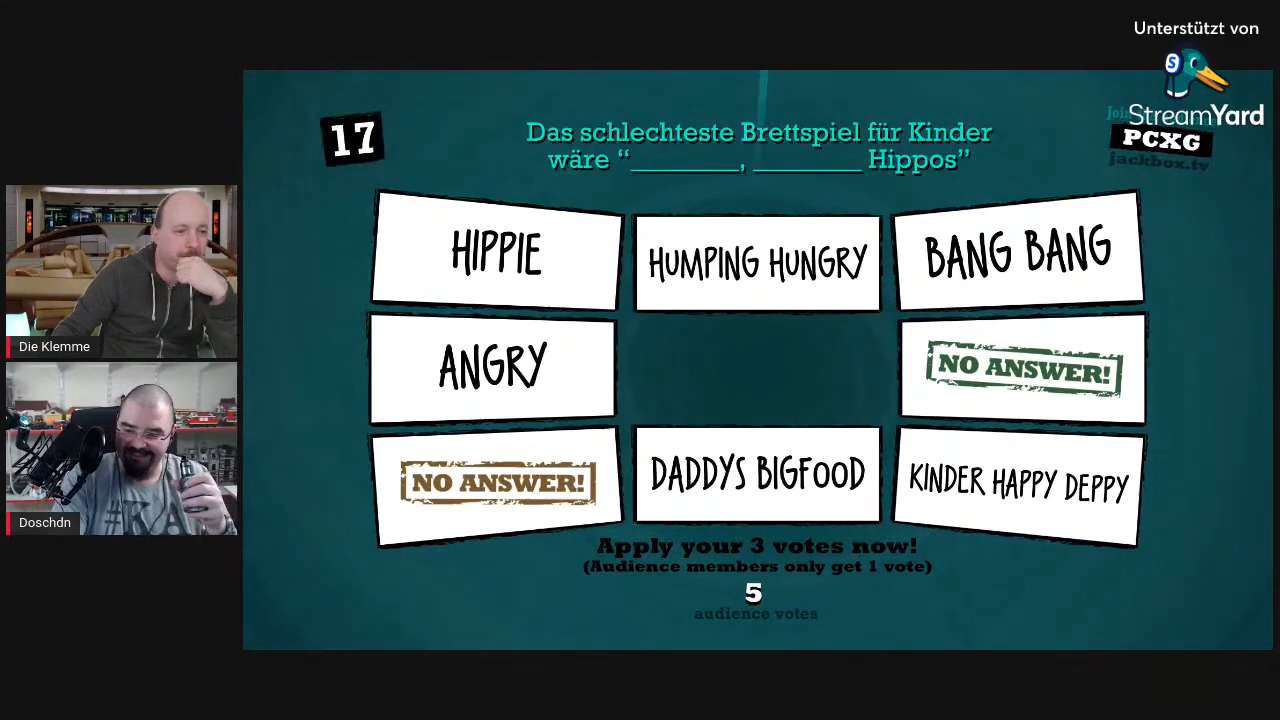 Unterstützt von
StreamYard
Join
PCXG
jackbox.tv
17
Das schlechteste Brettspiel für Kinder
wäre “________, ________ Hippos”
HIPPIE
HUMPING HUNGRY
BANG BANG
ANGRY
NO ANSWER!
NO ANSWER!
DADDYS BIGFOOD
KINDER HAPPY DEPPY
Apply your 3 votes now!
(Audience members only get 1 vote)
5
audience votes
Die Klemme
#KA
Doschdn